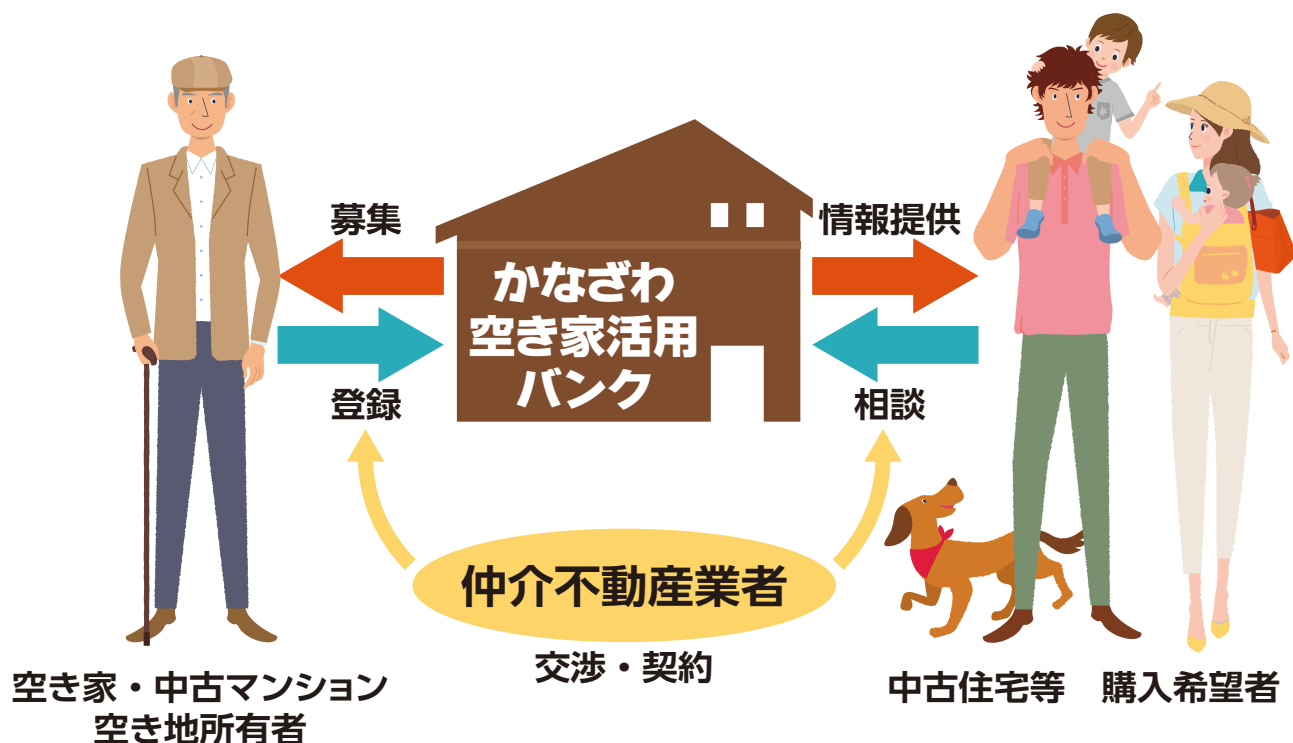 募集
情報提供
かなざわ
空き家活用
バンク
登録
相談
仲介不動産業者
交渉・契約
空き家・中古マンション
空き地所有者
中古住宅等　購入希望者